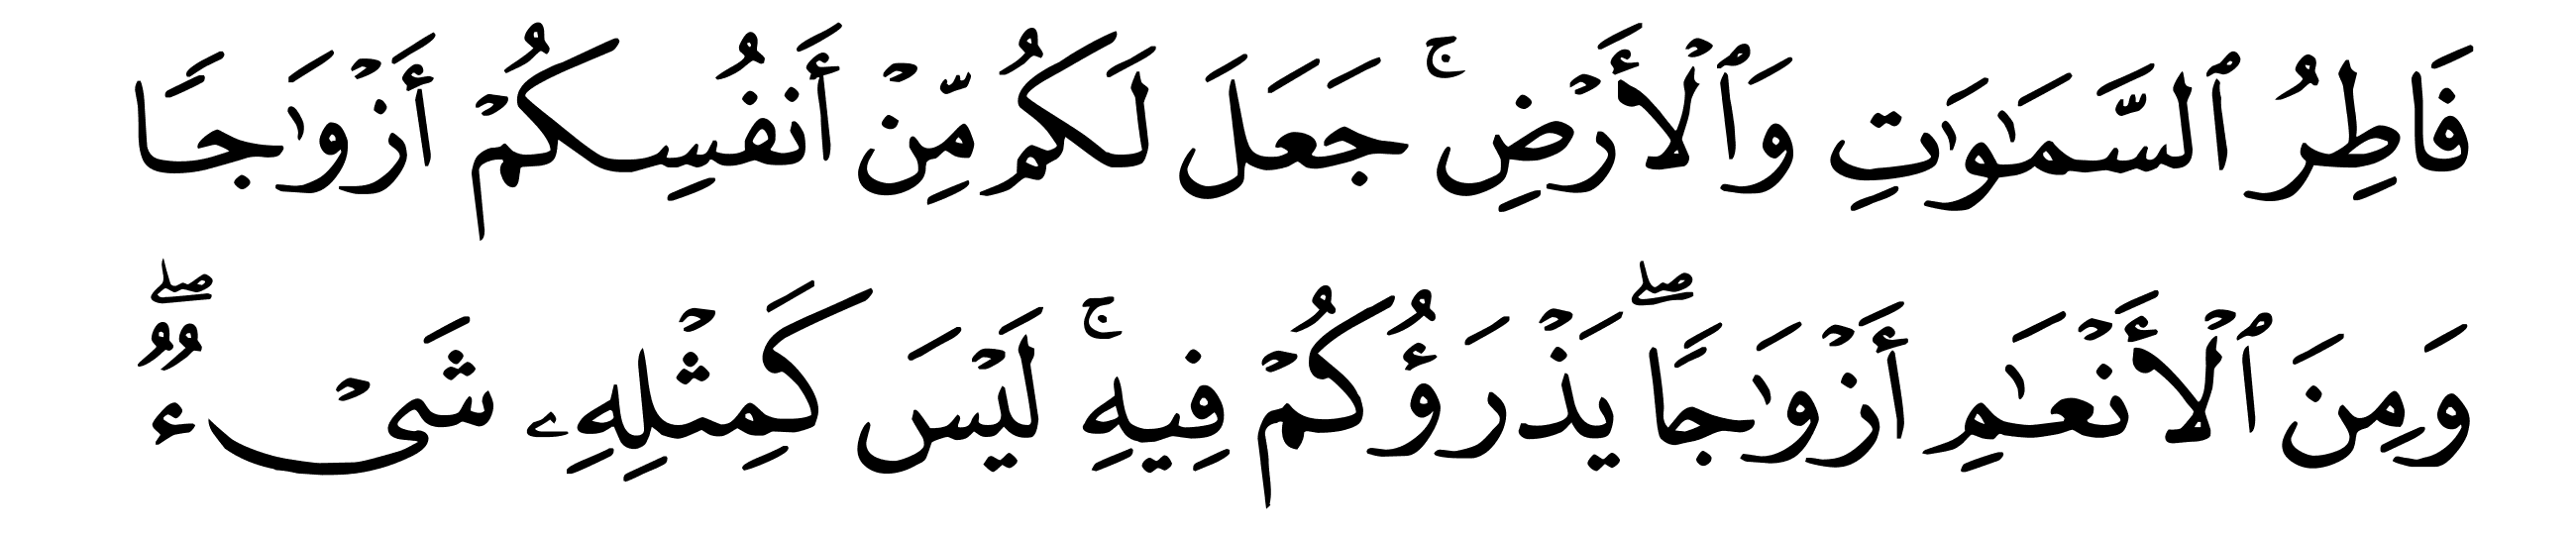 فَاطِرُ ٱلسَّمَـٰوَٰتِ وَٱلْأَرْضِ ۚ جَعَلَ لَكُم مِّنْ أَنفُسِكُمْ أَزْوَٰجًا
وَمِنَ ٱلْأَنْعَـٰمِ أَزْوَٰجًا ۖ يَذْرَؤُكُمْ فِيهِ ۚ لَيْسَ كَمِثْلِهِۦ شَىْءٌ ۖ